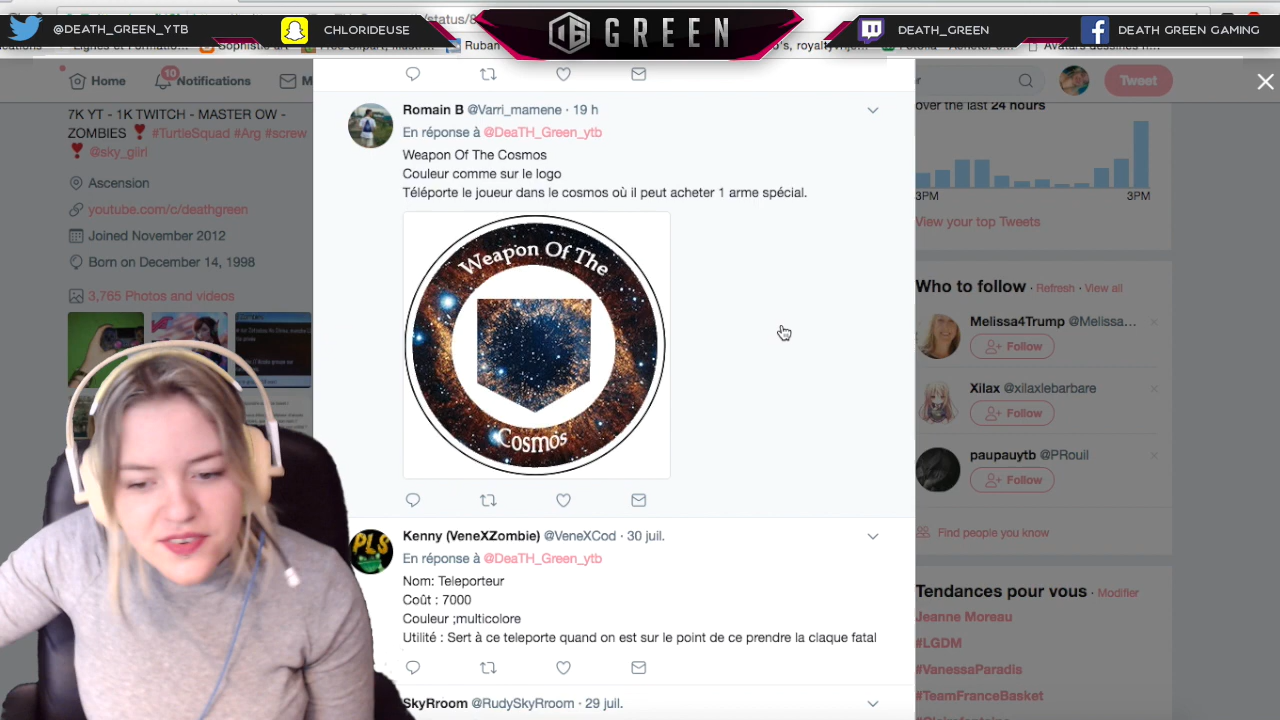 @DEATH_GREEN_YTB
CHLORIDEUSE
GREEN
DEATH_GREEN
DEATH GREEN GAMING
Home
10
Notifications
M
Tweet
7K YT - 1K TWITCH - MASTER OW -
ZOMBIES ❣ #TurtleSquad #Arg #screw
❣ @sky_giirl
Ascension
youtube.com/c/deathgreen
Joined November 2012
Born on December 14, 1998
3,765 Photos and videos
Romain B @Varri_mamene · 19 h
En réponse à @DeaTH_Green_ytb
Weapon Of The Cosmos
Couleur comme sur le logo
Téléporte le joueur dans le cosmos où il peut acheter 1 arme spécial.
Weapon Of The
Cosmos
Kenny (VeneXZombie) @VeneXCod · 30 juil.
En réponse à @DeaTH_Green_ytb
Nom: Teleporteur
Coût : 7000
Couleur ;multicolore
Utilité : Sert à ce teleporte quand on est sur le point de ce prendre la claque fatal
PLS
SkyRroom @RudySkyRroom · 29 juil.
over the last 24 hours
3PM
3PM
View your top Tweets
Who to follow · Refresh · View all
Melissa4Trump @Melissa...
Follow
Xilax @xilaxlebarbare
Follow
paupauytb @PRouil
Follow
Find people you know
Tendances pour vous · Modifier
Jeanne Moreau
#LGDM
#VanessaParadis
#TeamFranceBasket